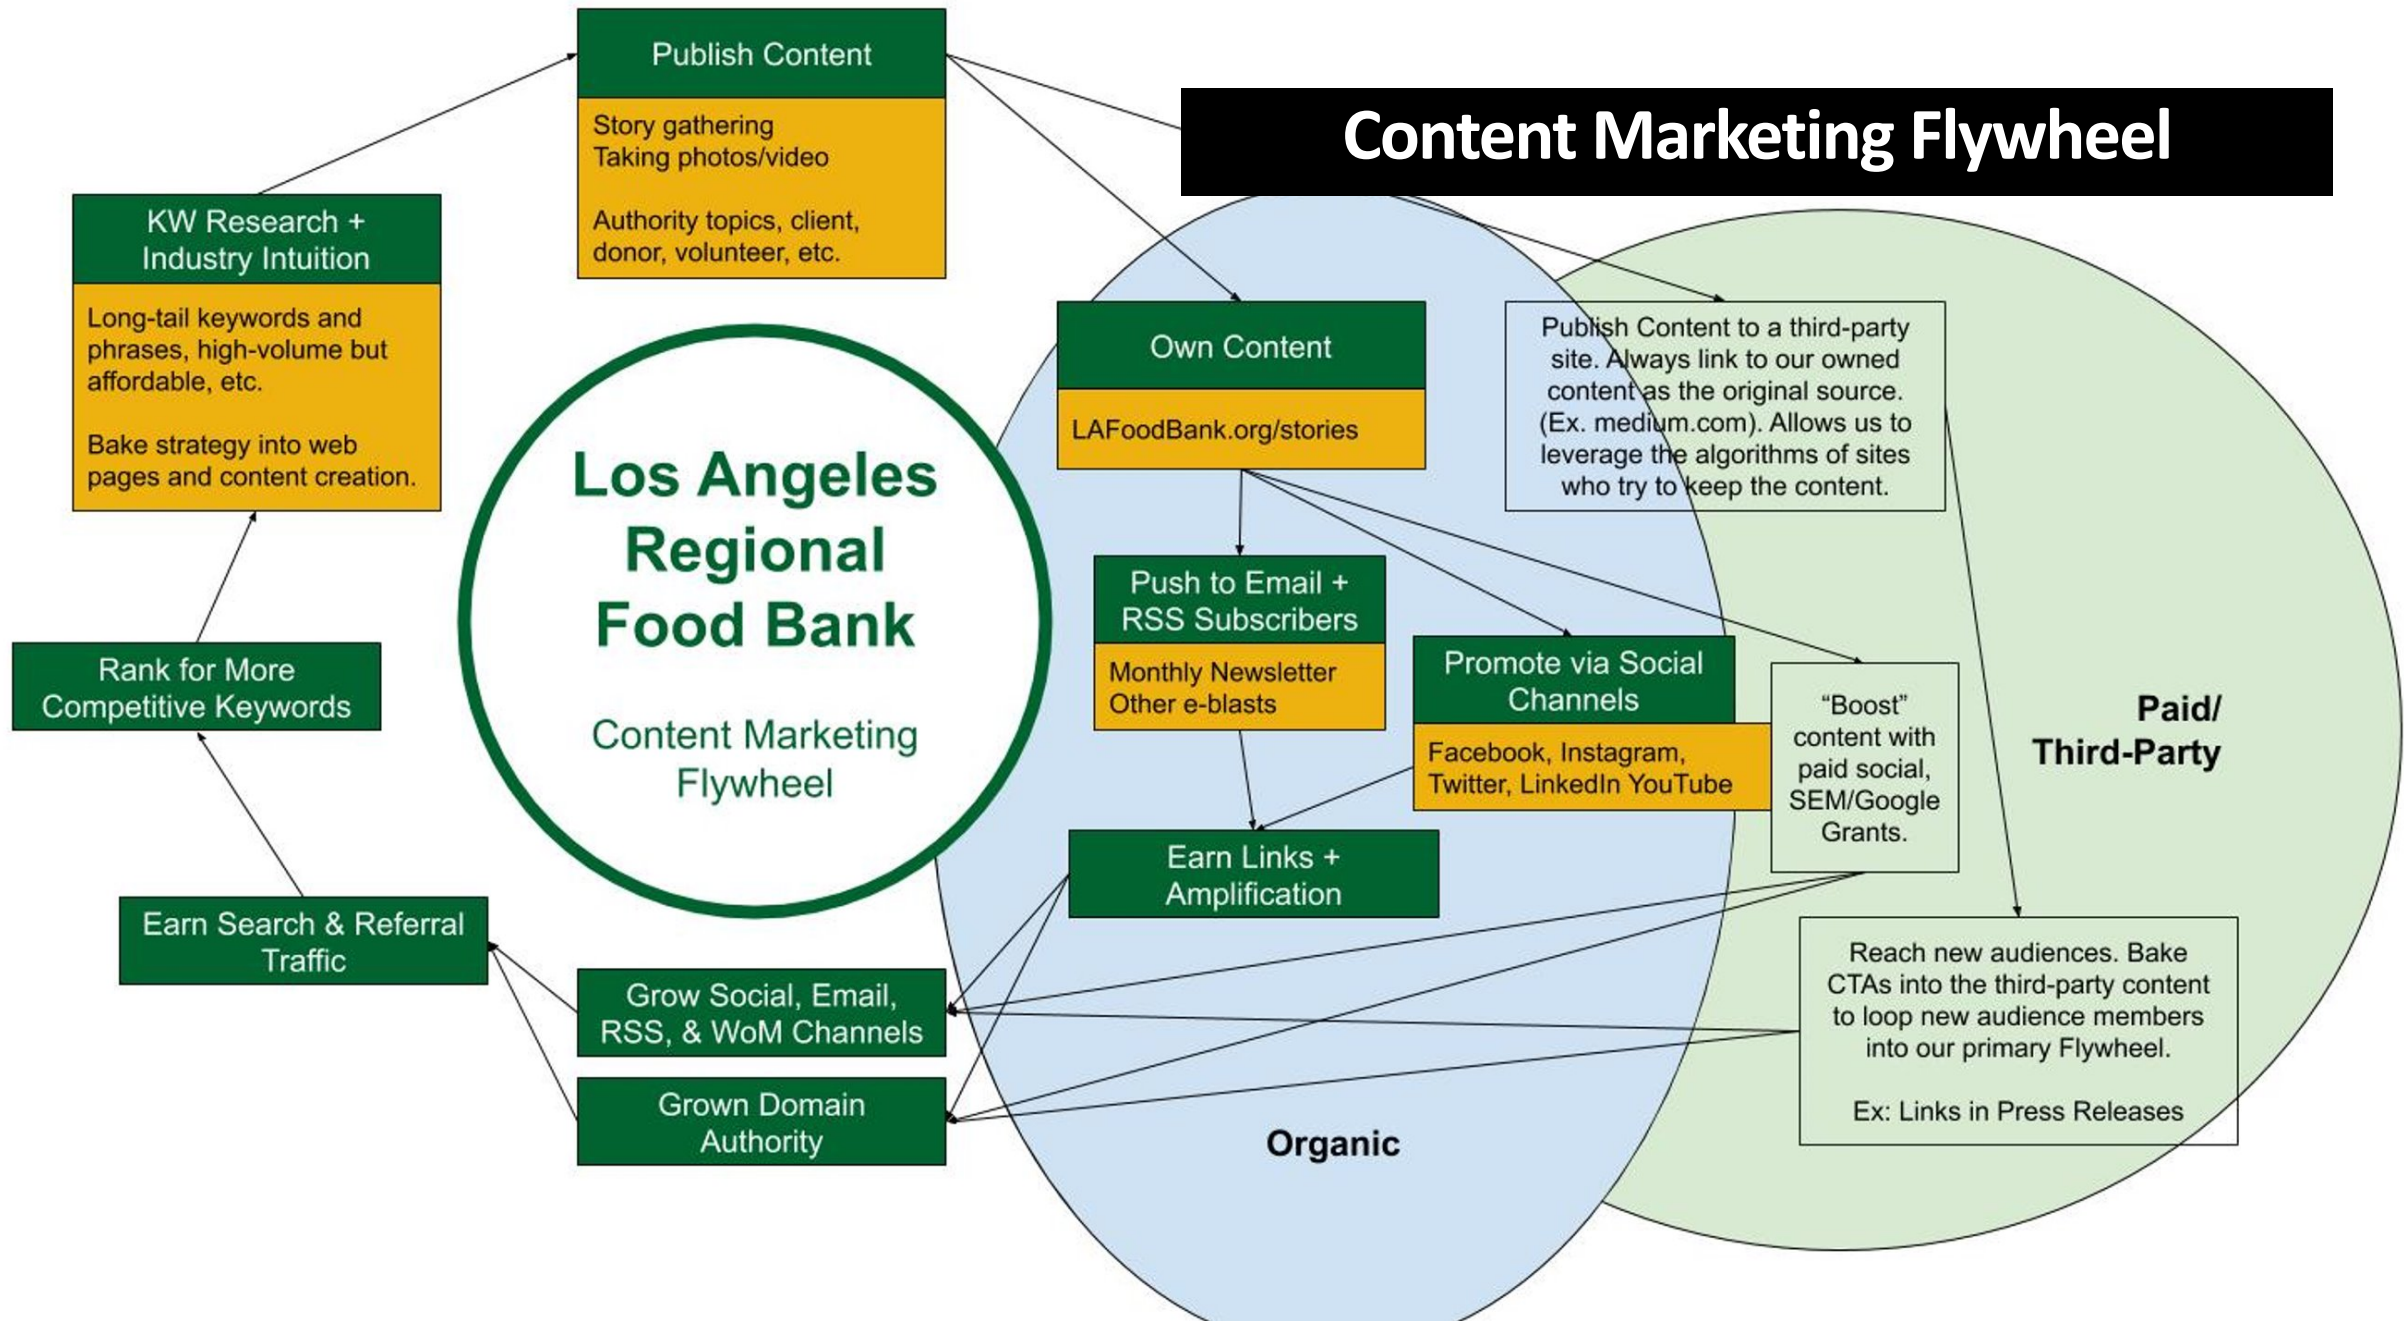 Content Marketing Flywheel
Publish Content
Story gathering
Taking photos/video
Authority topics, client,
donor, volunteer, etc.
KW Research +
Industry Intuition
Long-tail keywords and
phrases, high-volume but
affordable, etc.
Bake strategy into web
pages and content creation.
Los Angeles
Regional
Food Bank
Content Marketing
Flywheel
Own Content
LAFoodBank.org/stories
Publish Content to a third-party
site. Always link to our owned
content as the original source.
(Ex. medium.com). Allows us to
leverage the algorithms of sites
who try to keep the content.
Push to Email +
RSS Subscribers
Monthly Newsletter
Other e-blasts
Promote via Social
Channels
Facebook, Instagram,
Twitter, LinkedIn YouTube
“Boost”
content with
paid social,
SEM/Google
Grants.
Paid/
Third-Party
Rank for More
Competitive Keywords
Earn Links +
Amplification
Earn Search & Referral
Traffic
Grow Social, Email,
RSS, & WoM Channels
Grown Domain
Authority
Reach new audiences. Bake
CTAs into the third-party content
to loop new audience members
into our primary Flywheel.
Ex: Links in Press Releases
Organic